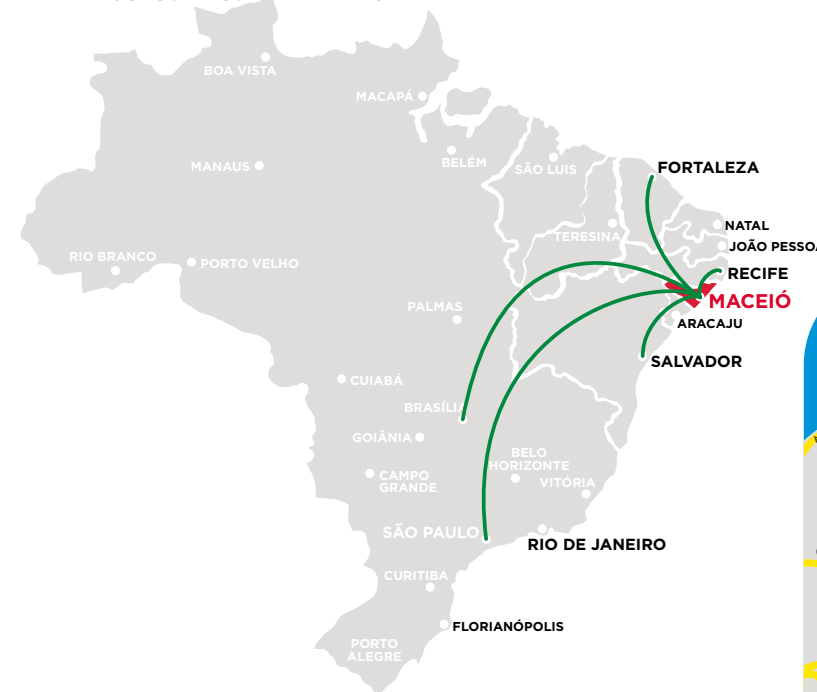 BOA VISTA
MACAPÁ
MANAUS
BELÉM
SÃO LUIS
FORTALEZA
NATAL
TERESINA
JOÃO PESSOA
RIO BRANCO
PORTO VELHO
RECIFE
MACEIÓ
PALMAS
ARACAJU
SALVADOR
CUIABÁ
BRASÍLIA
GOIÂNIA
BELO
HORIZONTE
CAMPO
GRANDE
VITÓRIA
SÃO PAULO
RIO DE JANEIRO
CURITIBA
FLORIANÓPOLIS
PORTO
ALEGRE